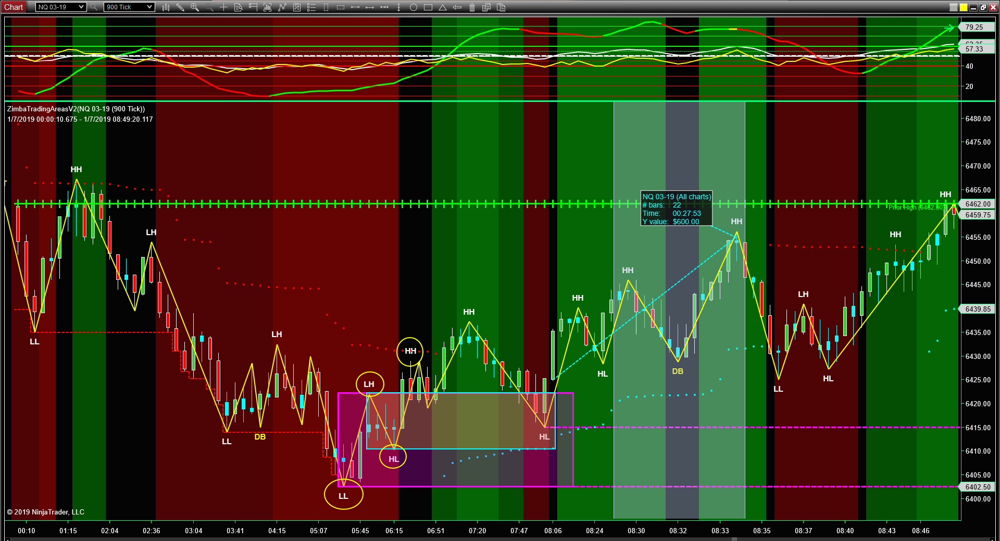 Chart NQ 03-19 900 Tick
79.25
57.33
40
20
ZimbaTradingAreasV2(NQ 03-19 (900 Tick))
1/7/2019 00:00:10.675 - 1/7/2019 08:49:20.117
6480.00
6475.00
6470.00
6465.00
6462.00
6459.75
6455.00
6450.00
6445.00
6439.85
6435.00
6430.00
6425.00
6420.00
6415.00
6410.00
6405.00
6402.50
6400.00
HH
LL
LH
LL
DB
LH
LL
LH
HL
HH
HH
HL
HH
HL
HH
DB
HH
LL
LH
HL
HH
HH
NQ 03-19 (All charts)
# bars: 22
Time: 00:27:53
Y value: $600.00
Prior High (6462.00)
© 2019 NinjaTrader, LLC
00:10 01:15 02:04 02:36 03:04 03:41 04:15 05:07 05:45 06:15 06:51 07:20 07:47 08:06 08:24 08:30 08:32 08:33 08:35 08:37 08:40 08:43 08:46